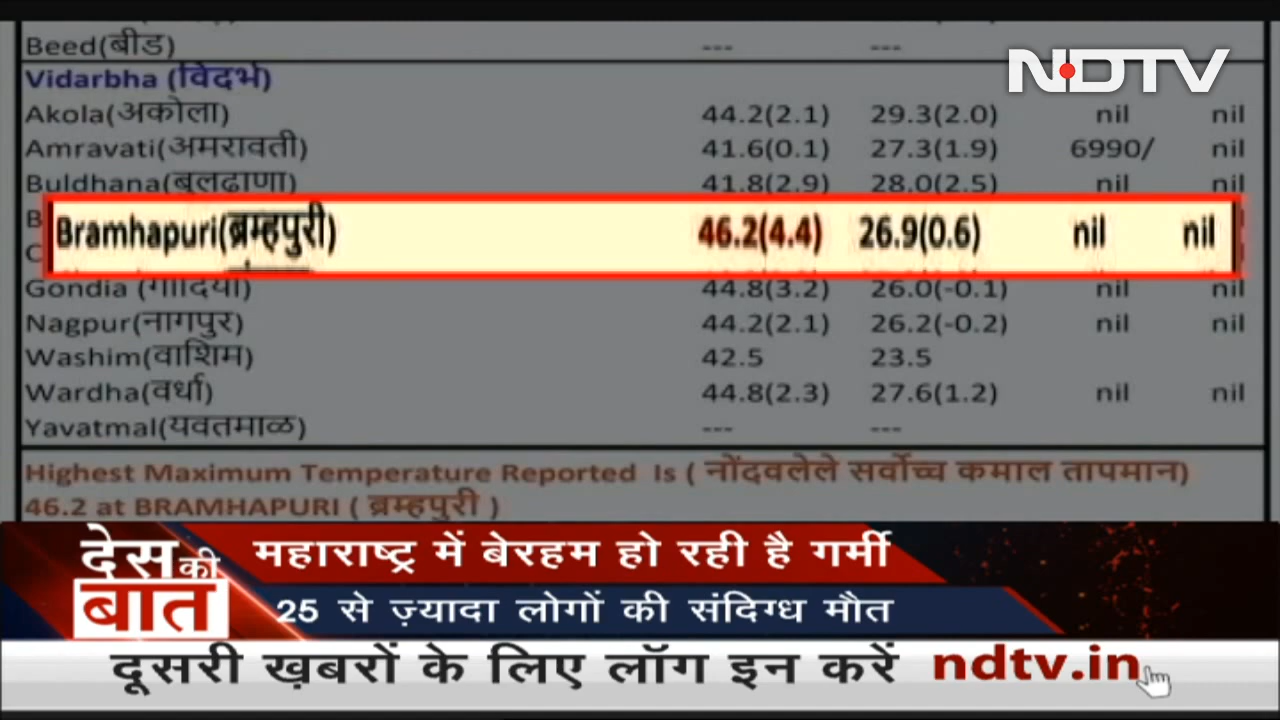 Beed(बीड) --- ---
NDTV
Vidarbha (विदर्भ)
Akola(अकोला) 44.2(2.1) 29.3(2.0) nil nil
Amravati(अमरावती) 41.6(0.1) 27.3(1.9) 6990/ nil
Buldhana(बुलढाणा) 41.8(2.9) 28.0(2.5) nil nil
Bramhapuri(ब्रम्हपुरी) 46.2(4.4) 26.9(0.6) nil nil
Gondia (गोंदिया) 44.8(3.2) 26.0(-0.1) nil nil
Nagpur(नागपुर) 44.2(2.1) 26.2(-0.2) nil nil
Washim(वाशिम) 42.5 23.5
Wardha(वर्धा) 44.8(2.3) 27.6(1.2) nil nil
Yavatmal(यवतमाळ) --- ---
Highest Maximum Temperature Reported Is ( नोंदवलेले सर्वोच्च कमाल तापमान)
46.2 at BRAMHAPURI ( ब्रम्हपुरी )
देस की बात
महाराष्ट्र में बेरहम हो रही है गर्मी
25 से ज़्यादा लोगों की संदिग्ध मौत
दूसरी ख़बरों के लिए लॉग इन करें ndtv.in